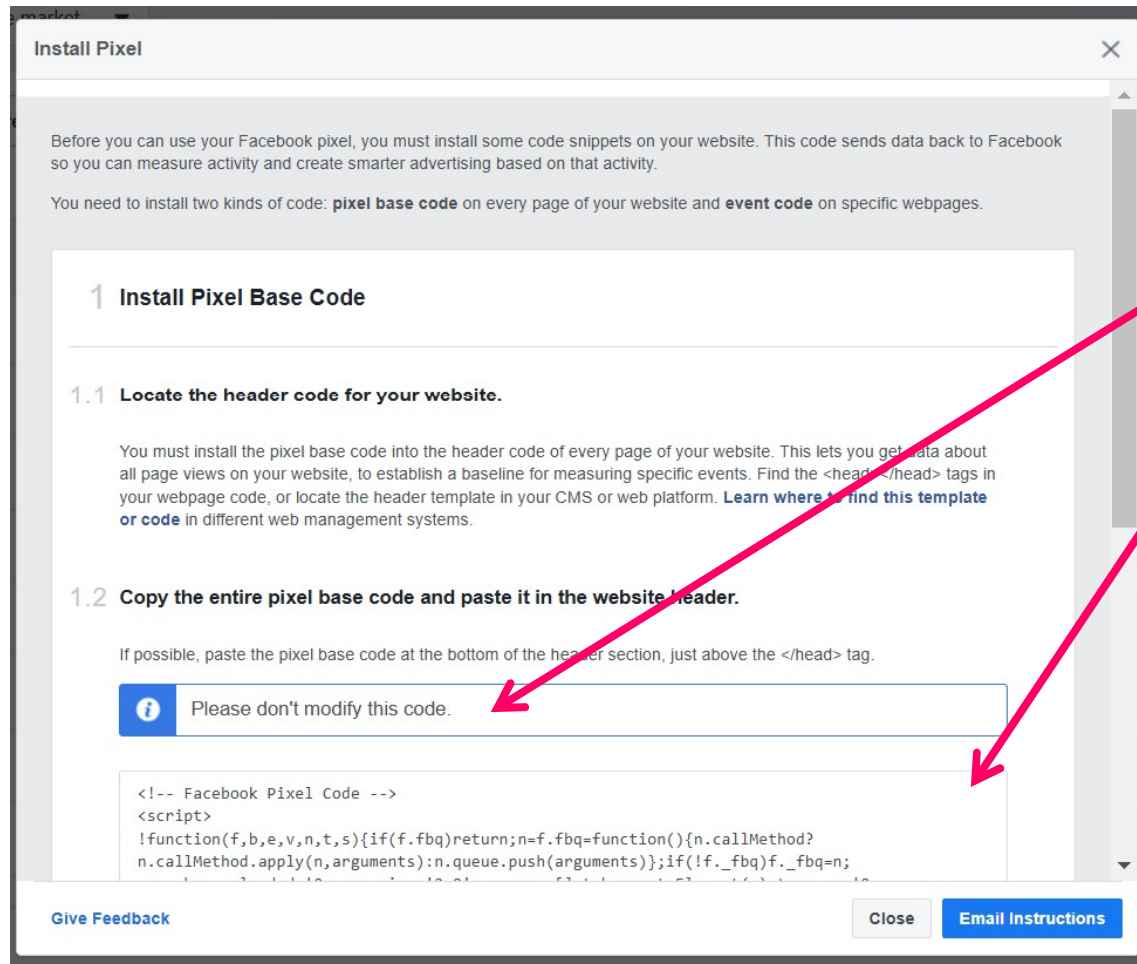 e market
Install Pixel
Before you can use your Facebook pixel, you must install some code snippets on your website. This code sends data back to Facebook
so you can measure activity and create smarter advertising based on that activity.
You need to install two kinds of code: pixel base code on every page of your website and event code on specific webpages.
1 Install Pixel Base Code
1.1 Locate the header code for your website.
You must install the pixel base code into the header code of every page of your website. This lets you get data about
all page views on your website, to establish a baseline for measuring specific events. Find the <head></head> tags in
your webpage code, or locate the header template in your CMS or web platform. Learn where to find this template
or code in different web management systems.
1.2 Copy the entire pixel base code and paste it in the website header.
If possible, paste the pixel base code at the bottom of the header section, just above the </head> tag.
i Please don't modify this code.
<!-- Facebook Pixel Code -->
<script>
!function(f,b,e,v,n,t,s){if(f.fbq)return;n=f.fbq=function(){n.callMethod?
n.callMethod.apply(n,arguments):n.queue.push(arguments)};if(!f._fbq)f._fbq=n;
Give Feedback
Close
Email Instructions